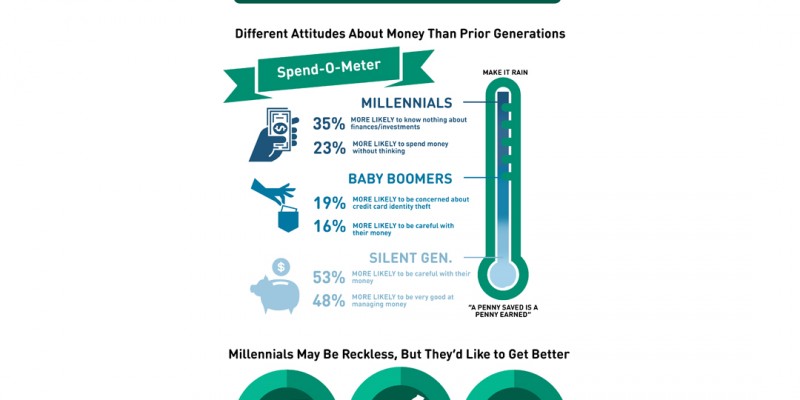 Different Attitudes About Money Than Prior Generations
Spend-O-Meter
MAKE IT RAIN
MILLENNIALS
35% MORE LIKELY to know nothing about
finances/investments
23% MORE LIKELY to spend money
without thinking
BABY BOOMERS
19% MORE LIKELY to be concerned about
credit card identity theft
16% MORE LIKELY to be careful with
their money
SILENT GEN.
53% MORE LIKELY to be careful with their
money
48% MORE LIKELY to be very good at
managing money
"A PENNY SAVED IS A
PENNY EARNED"
Millennials May Be Reckless, But They'd Like to Get Better